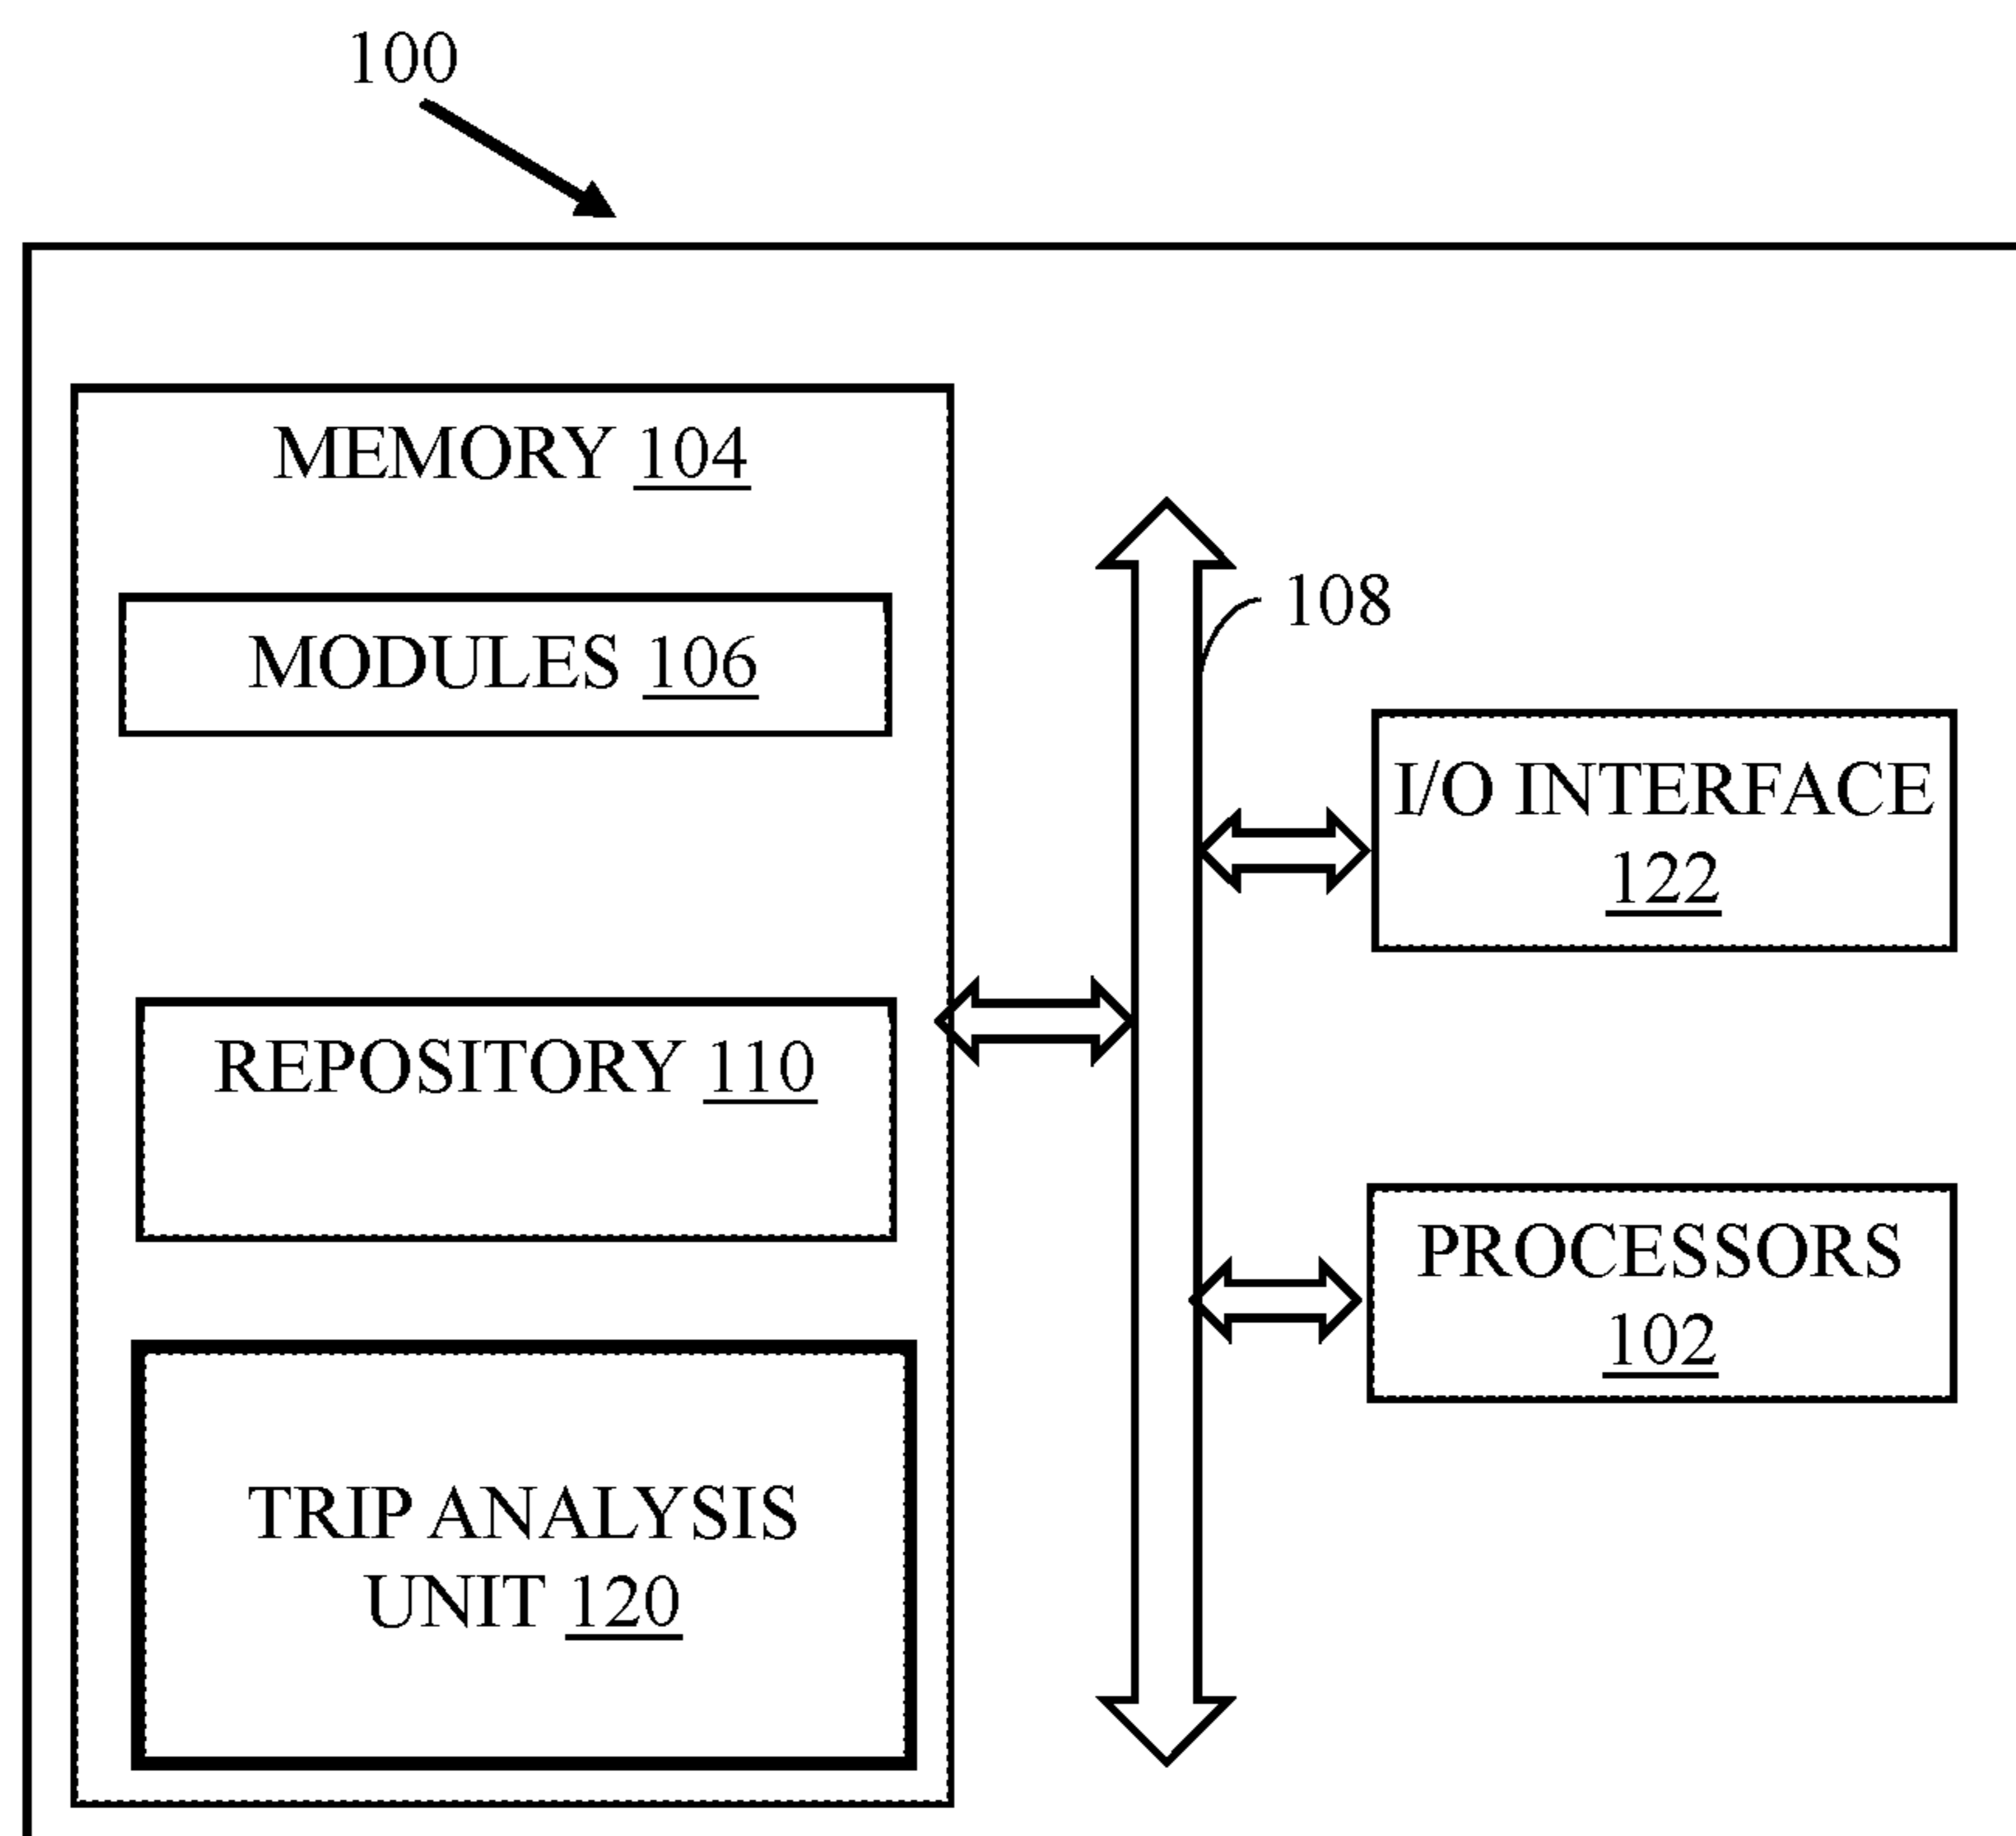 100
MEMORY 104
MODULES 106
108
I/O INTERFACE
122
REPOSITORY 110
PROCESSORS
102
TRIP ANALYSIS
UNIT 120